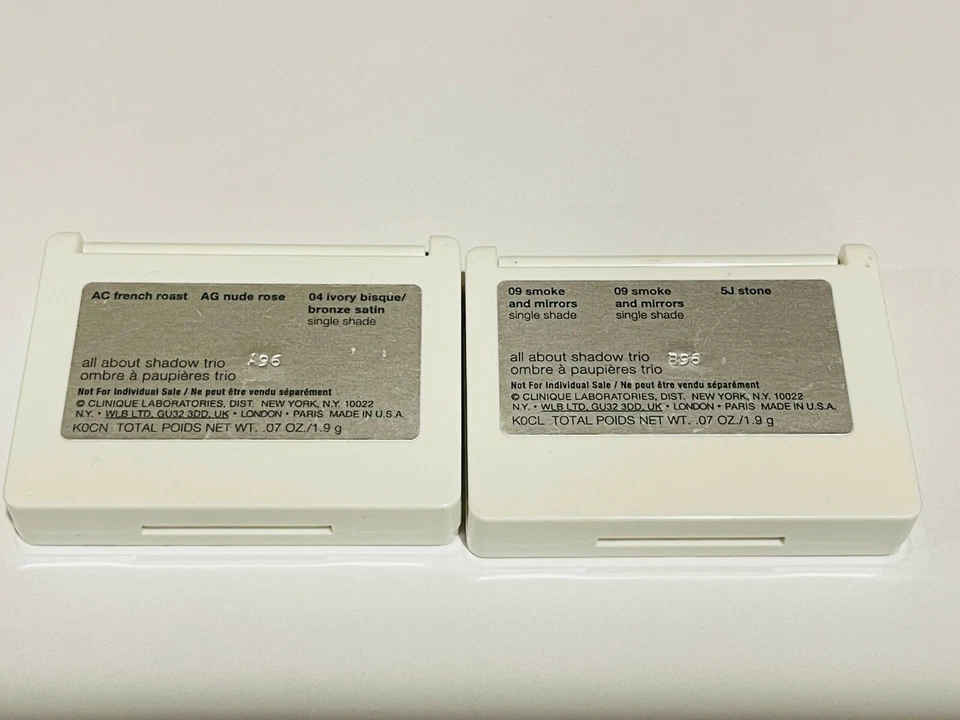 AC french roast AG nude rose 04 ivory bisque/
bronze satin
single shade
all about shadow trio A96
ombre à paupières trio
Not For Individual Sale / Ne peut être vendu séparément
© CLINIQUE LABORATORIES, DIST. NEW YORK, N.Y. 10022
N.Y. • WLB LTD, GU32 3DD, UK • LONDON • PARIS MADE IN U.S.A.
K0CN TOTAL POIDS NET WT. .07 OZ./1.9 g
09 smoke 09 smoke 5J stone
and mirrors and mirrors
single shade single shade
all about shadow trio B96
ombre à paupières trio
Not For Individual Sale / Ne peut être vendu séparément
© CLINIQUE LABORATORIES, DIST. NEW YORK, N.Y. 10022
N.Y. • WLB LTD, GU32 3DD, UK • LONDON • PARIS MADE IN U.S.A.
K0CL TOTAL POIDS NET WT. .07 OZ./1.9 g